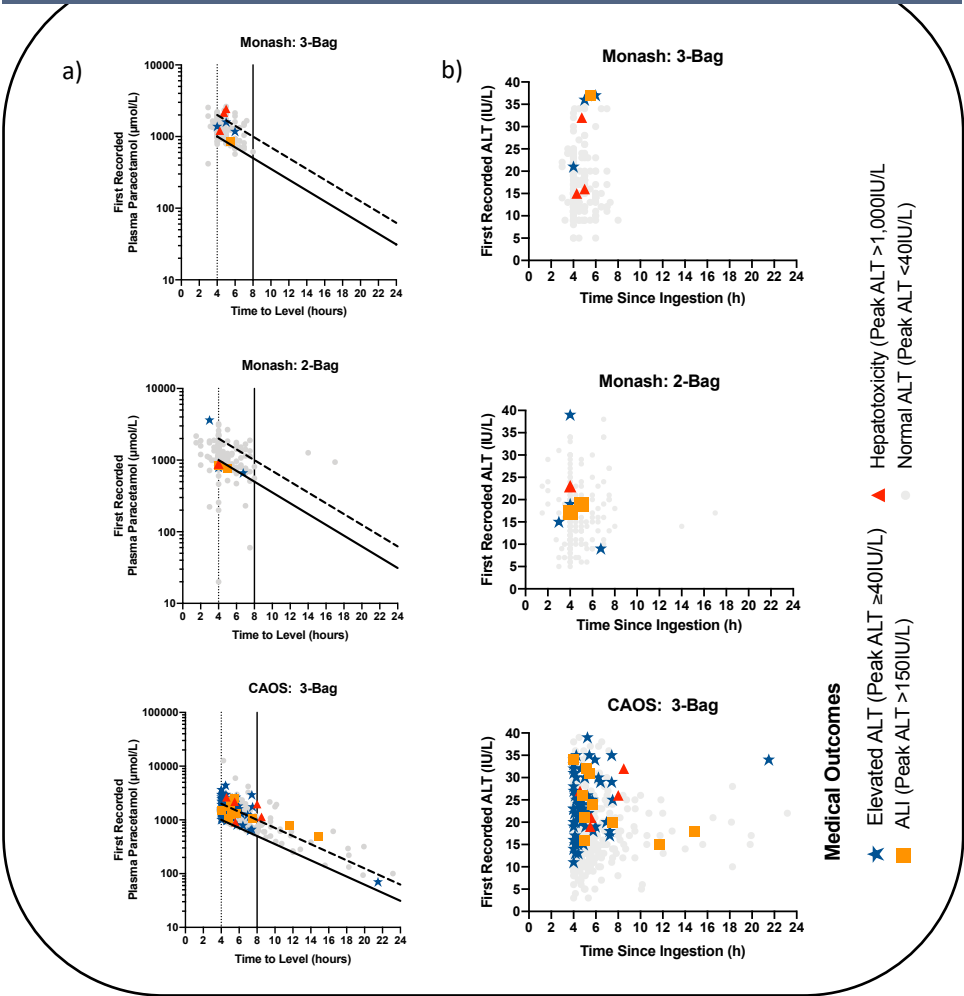 a)
Monash: 3-Bag
First Recorded
Plasma Paracetamol (µmol/L)
10000
1000
100
10
0 2 4 6 8 10 12 14 16 18 20 22 24
Time to Level (hours)
b)
Monash: 3-Bag
First Recorded ALT (IU/L)
40
35
30
25
20
15
10
5
0
0 2 4 6 8 10 12 14 16 18 20 22 24
Time Since Ingestion (h)
Monash: 2-Bag
First Recorded
Plasma Paracetamol (µmol/L)
10000
1000
100
10
0 2 4 6 8 10 12 14 16 18 20 22 24
Time to Level (hours)
Monash: 2-Bag
First Recroded ALT (IU/L)
40
35
30
25
20
15
10
5
0
0 2 4 6 8 10 12 14 16 18 20 22 24
Time Since Ingestion (h)
CAOS: 3-Bag
First Recorded
Plasma Paracetamol (µmol/L)
100000
10000
1000
100
10
0 2 4 6 8 10 12 14 16 18 20 22 24
Time to Level (hours)
CAOS: 3-Bag
First Recorded ALT (IU/L)
40
35
30
25
20
15
10
5
0
0 2 4 6 8 10 12 14 16 18 20 22 24
Time Since Ingestion (h)
Medical Outcomes
Elevated ALT (Peak ALT ≥40IU/L)
ALI (Peak ALT >150IU/L)
Hepatotoxicity (Peak ALT >1,000IU/L
Normal ALT (Peak ALT <40IU/L)